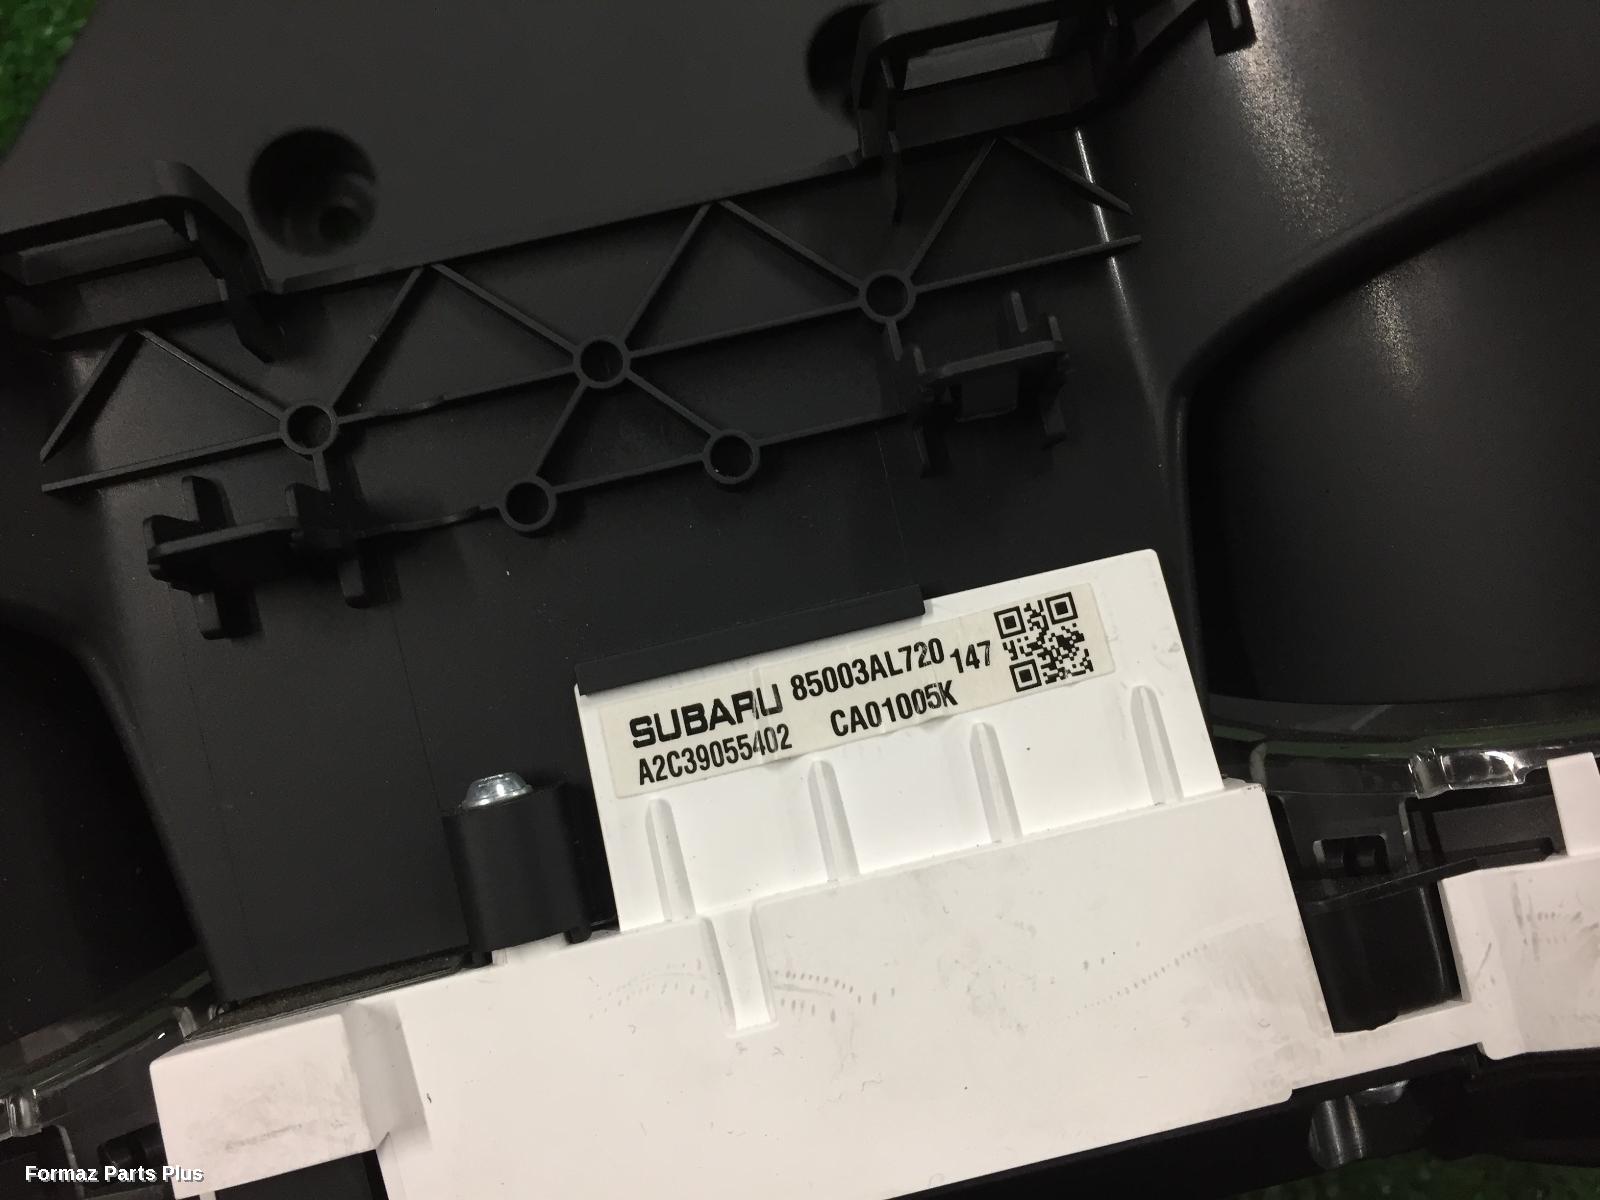 SUBARU 85003AL720 147
A2C39055402 CA01005K
Formaz Parts Plus